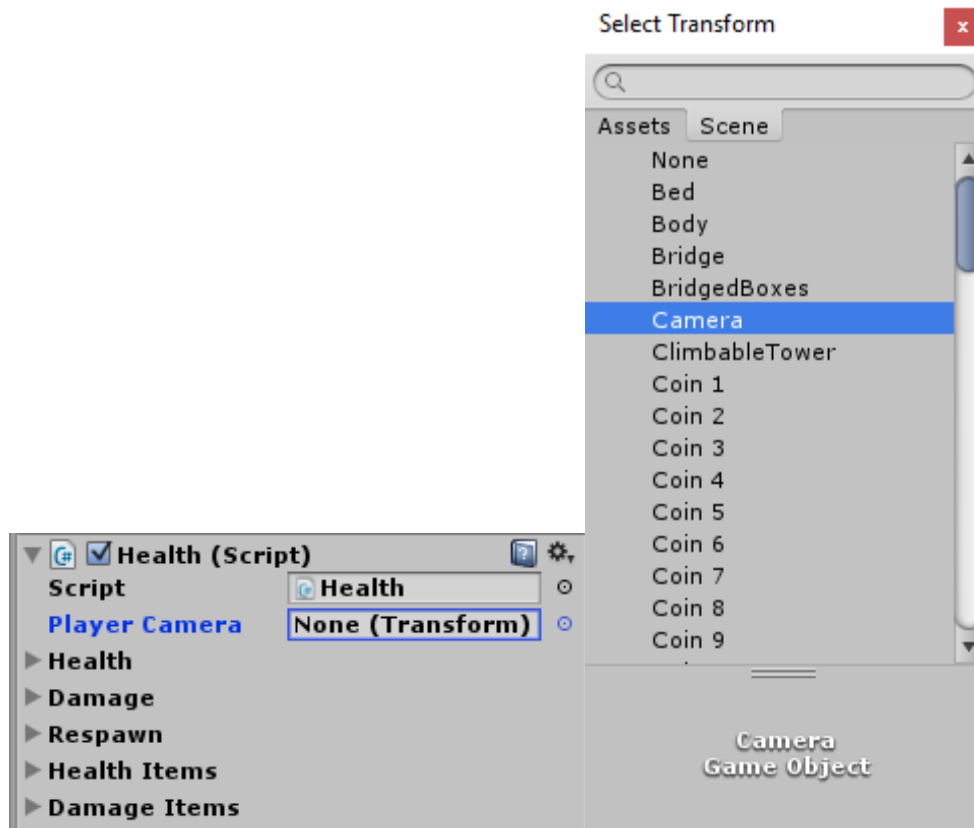 Select Transform
x
Assets Scene
None
Bed
Body
Bridge
BridgedBoxes
Camera
ClimbableTower
Coin 1
Coin 2
Coin 3
Coin 4
Coin 5
Coin 6
Coin 7
Coin 8
Coin 9
Camera
Game Object
C# Health (Script) ?
Script Health
Player Camera None (Transform)
Health
Damage
Respawn
Health Items
Damage Items